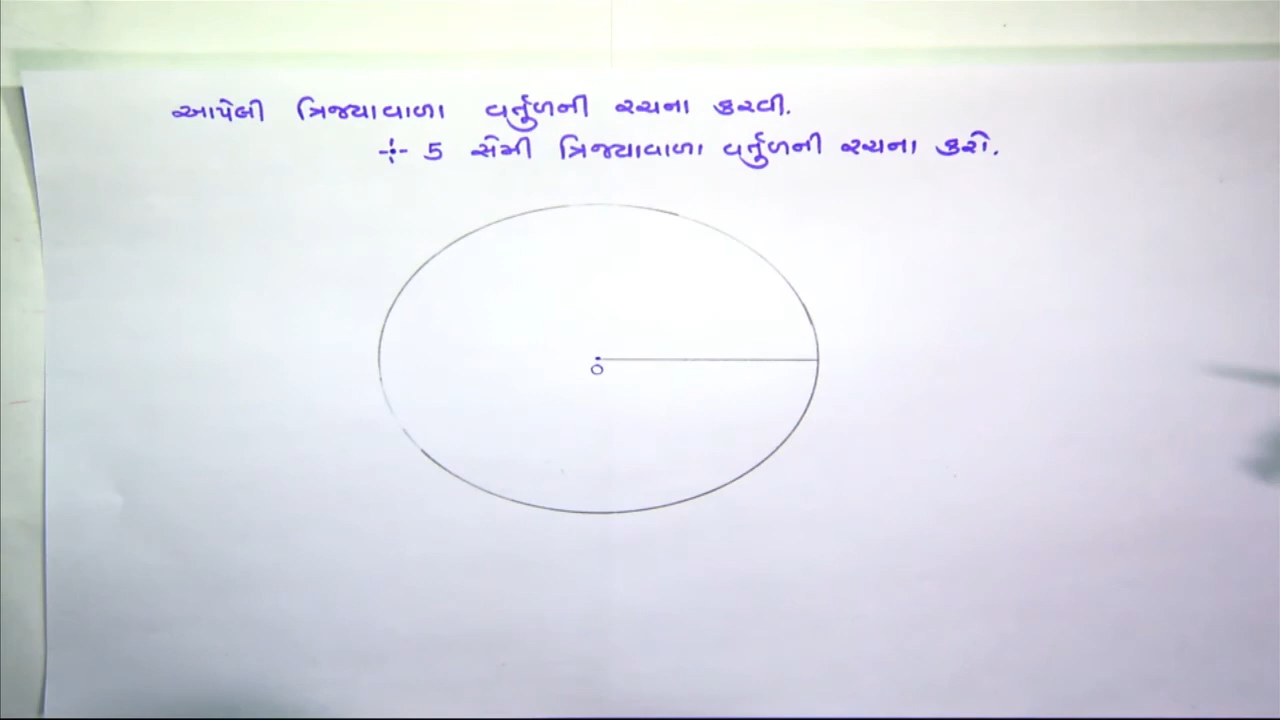 આપેલી ત્રિજ્યાવાળા વર્તુળની રચના કરવી.
÷ 5 સેમી ત્રિજ્યાવાળા વર્તુળની રચના કરો.
O